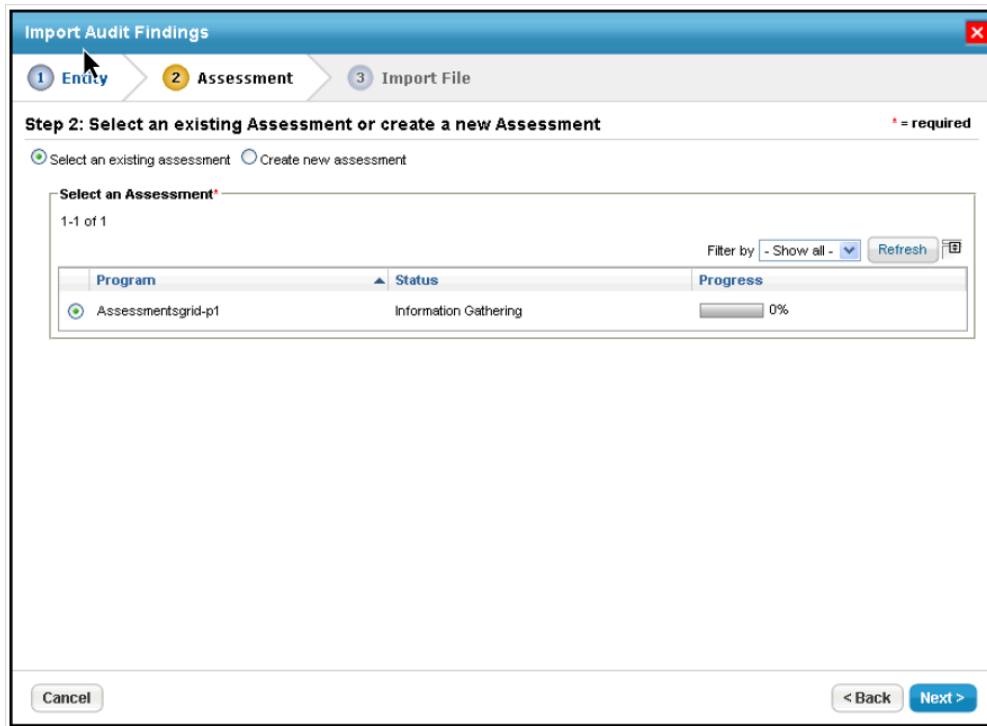 Import Audit Findings
1 Entity 2 Assessment 3 Import File
Step 2: Select an existing Assessment or create a new Assessment * = required
Select an existing assessment Create new assessment
Select an Assessment*
1-1 of 1
Filter by - Show all - Refresh
Program Status Progress
Assessmentsgrid-p1 Information Gathering 0%
Cancel < Back Next >